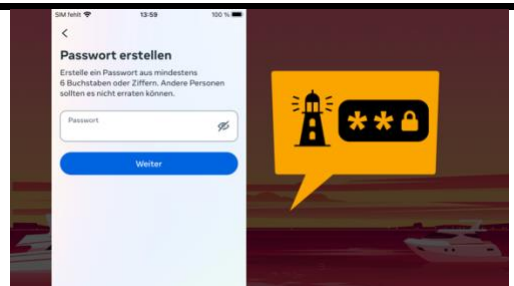 SIM fehlt 13:59 100 %
Passwort erstellen
Erstelle ein Passwort aus mindestens
6 Buchstaben oder Ziffern. Andere Personen
sollten es nicht erraten können.
Passwort
Weiter
**